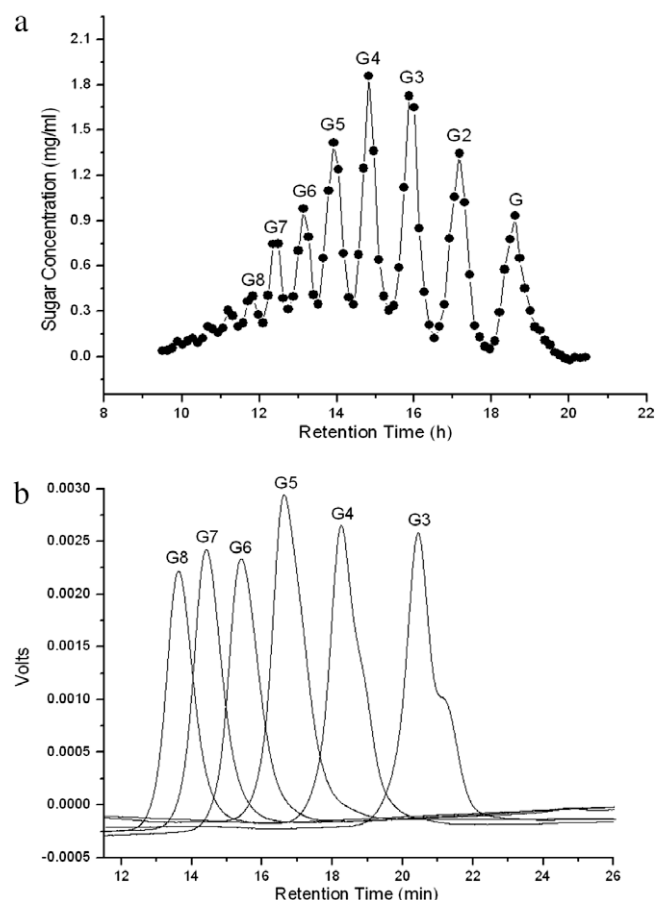 a
2.1
1.8
1.5
1.2
0.9
0.6
0.3
0.0
Sugar Concentration (mg/ml)
G8
G7
G6
G5
G4
G3
G2
G
8 10 12 14 16 18 20 22
Retention Time (h)
b
0.0030
0.0025
0.0020
0.0015
0.0010
0.0005
0.0000
-0.0005
Volts
G8
G7
G6
G5
G4
G3
12 14 16 18 20 22 24 26
Retention Time (min)